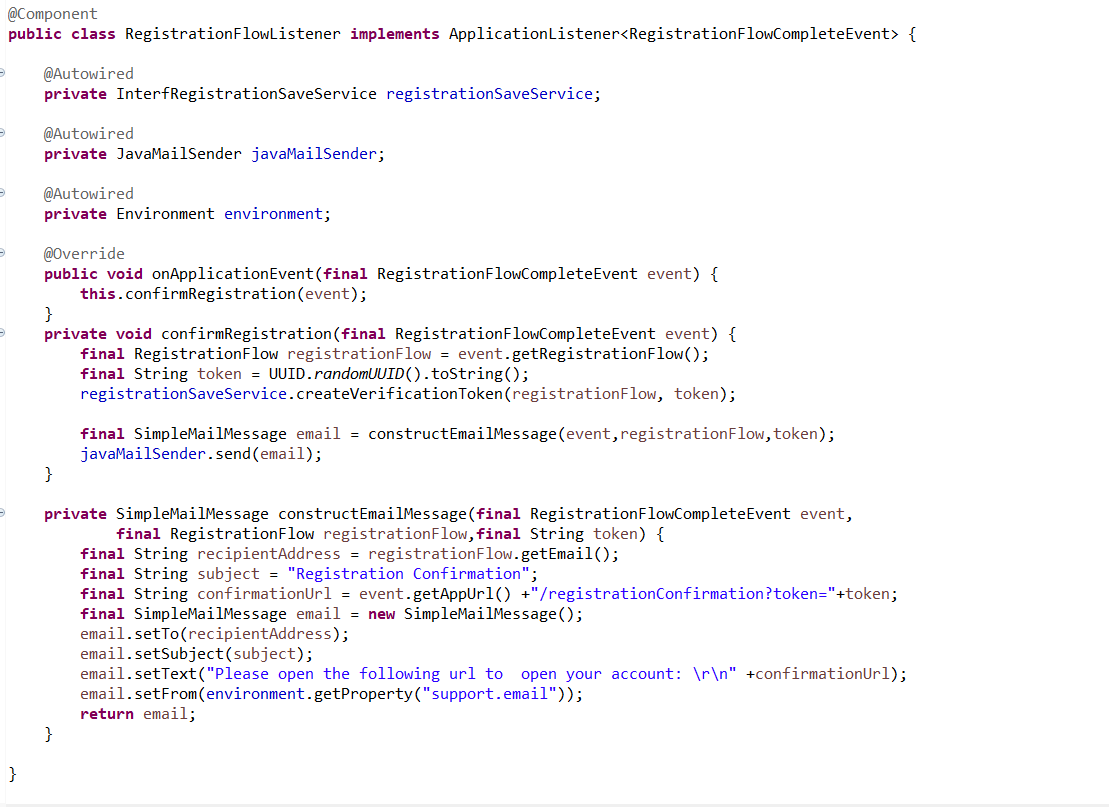 @Component
public class RegistrationFlowListener implements ApplicationListener<RegistrationFlowCompleteEvent> {
@Autowired
private InterfRegistrationSaveService registrationSaveService;
@Autowired
private JavaMailSender javaMailSender;
@Autowired
private Environment environment;
@Override
public void onApplicationEvent(final RegistrationFlowCompleteEvent event) {
this.confirmRegistration(event);
}
private void confirmRegistration(final RegistrationFlowCompleteEvent event) {
final RegistrationFlow registrationFlow = event.getRegistrationFlow();
final String token = UUID.randomUUID().toString();
registrationSaveService.createVerificationToken(registrationFlow, token);
final SimpleMailMessage email = constructEmailMessage(event,registrationFlow,token);
javaMailSender.send(email);
}
private SimpleMailMessage constructEmailMessage(final RegistrationFlowCompleteEvent event,
final RegistrationFlow registrationFlow,final String token) {
final String recipientAddress = registrationFlow.getEmail();
final String subject = "Registration Confirmation";
final String confirmationUrl = event.getAppUrl() +"/registrationConfirmation?token="+token;
final SimpleMailMessage email = new SimpleMailMessage();
email.setTo(recipientAddress);
email.setSubject(subject);
email.setText("Please open the following url to  open your account: \r\n" +confirmationUrl);
email.setFrom(environment.getProperty("support.email"));
return email;
}
}